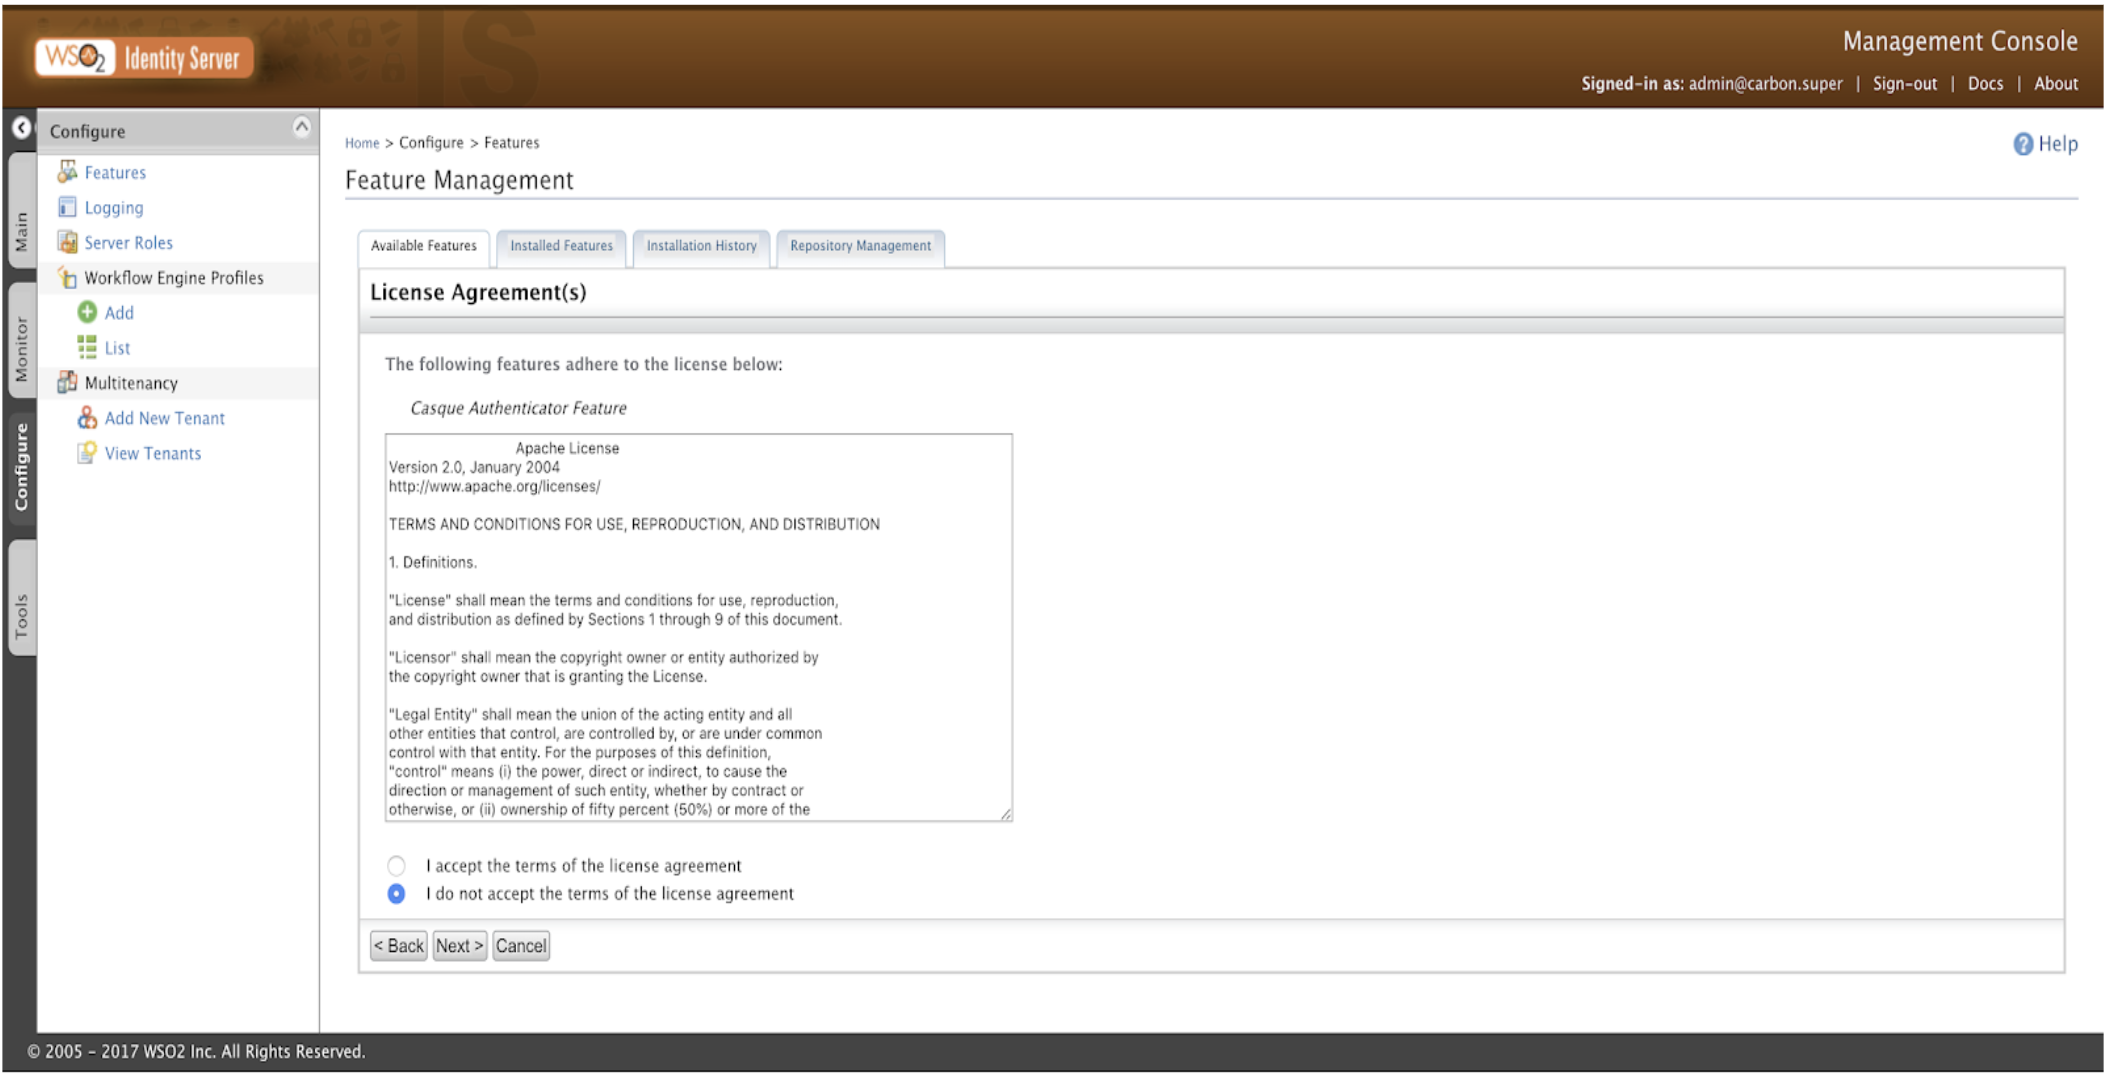 WSO2 Identity Server
Management Console
Signed-in as: admin@carbon.super | Sign-out | Docs | About
Configure
Features
Logging
Server Roles
Workflow Engine Profiles
Add
List
Multitenancy
Add New Tenant
View Tenants
Main
Monitor
Configure
Tools
Home > Configure > Features
Help
Feature Management
Available Features
Installed Features
Installation History
Repository Management
License Agreement(s)
The following features adhere to the license below:
Casque Authenticator Feature
Apache License
Version 2.0, January 2004
http://www.apache.org/licenses/
TERMS AND CONDITIONS FOR USE, REPRODUCTION, AND DISTRIBUTION
1. Definitions.
"License" shall mean the terms and conditions for use, reproduction,
and distribution as defined by Sections 1 through 9 of this document.
"Licensor" shall mean the copyright owner or entity authorized by
the copyright owner that is granting the License.
"Legal Entity" shall mean the union of the acting entity and all
other entities that control, are controlled by, or are under common
control with that entity. For the purposes of this definition,
"control" means (i) the power, direct or indirect, to cause the
direction or management of such entity, whether by contract or
otherwise, or (ii) ownership of fifty percent (50%) or more of the
I accept the terms of the license agreement
I do not accept the terms of the license agreement
< Back
Next >
Cancel
© 2005 - 2017 WSO2 Inc. All Rights Reserved.